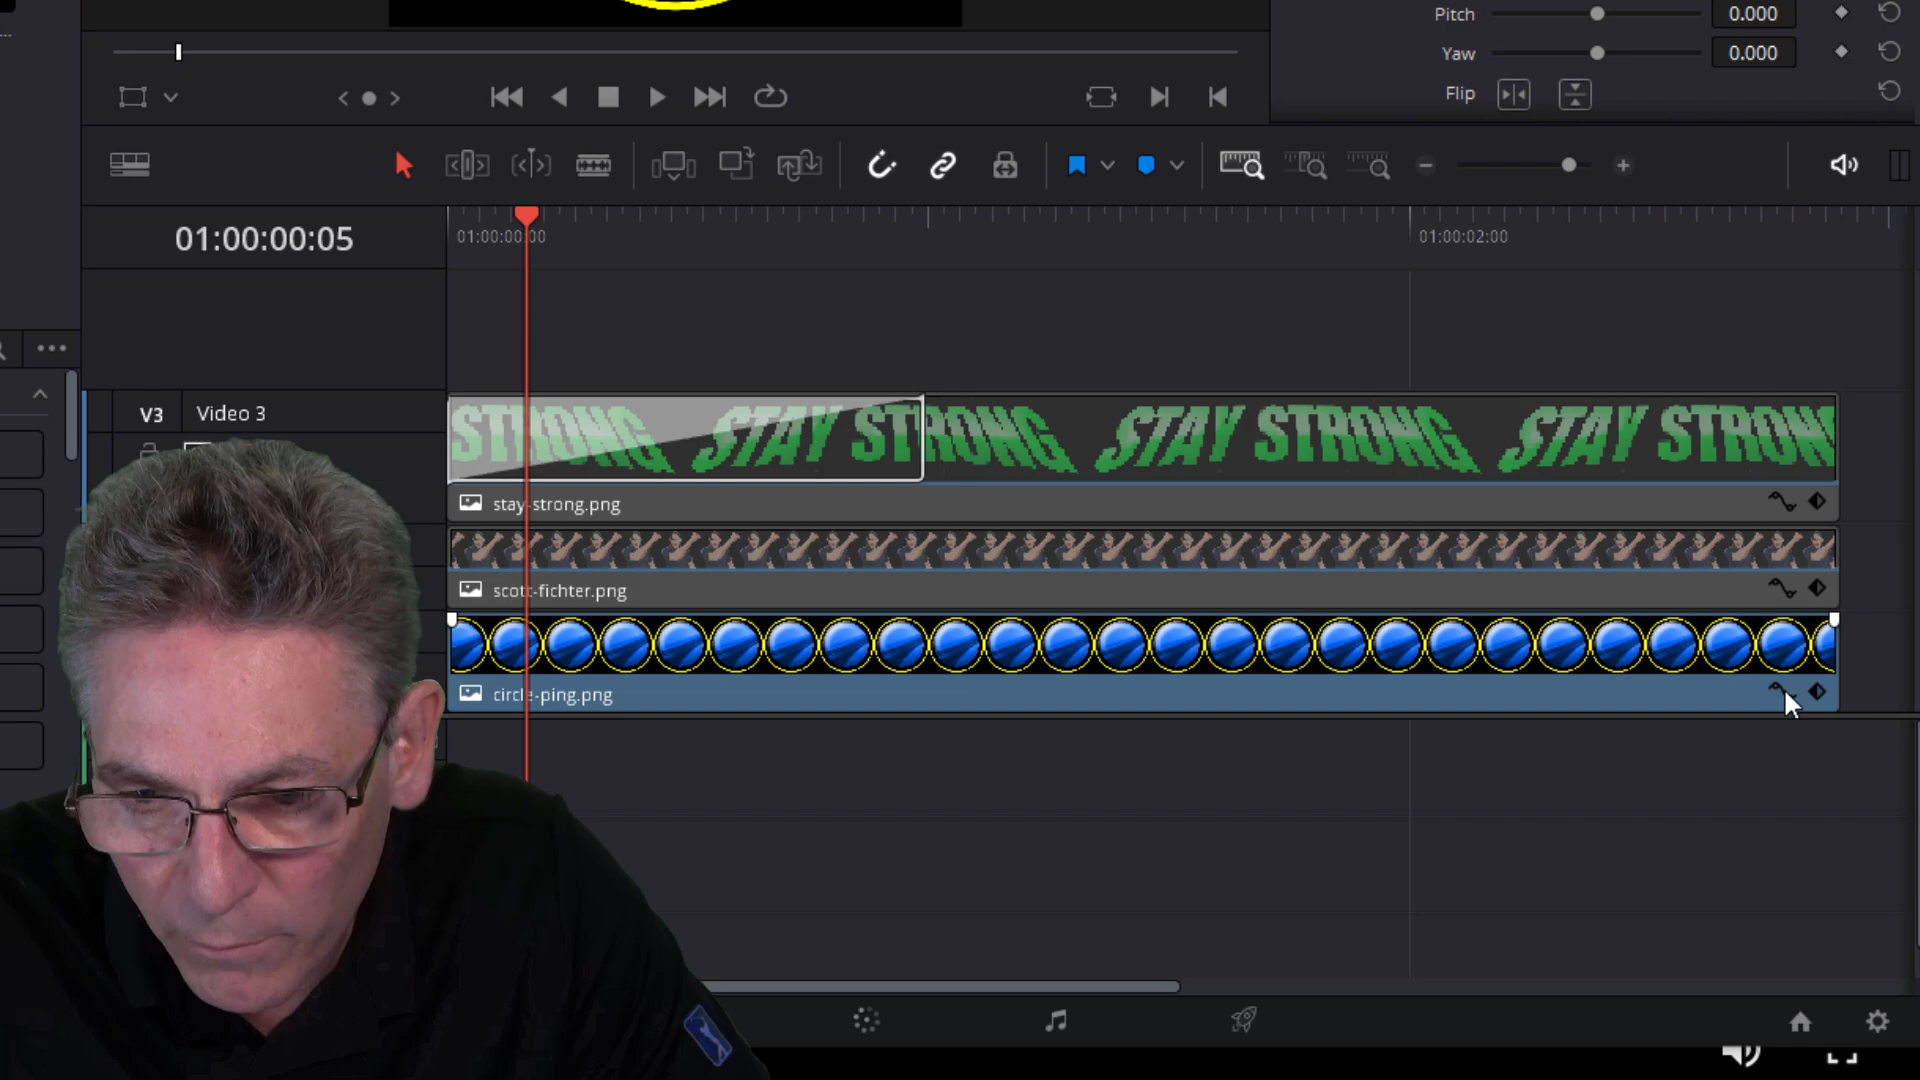 Pitch 0.000
Yaw 0.000
Flip
01:00:00:05
01:00:00:00
01:00:02:00
V3 Video 3
STRONG STAY STRONG STAY STRONG STAY STRON
stay-strong.png
scott-fichter.png
circle-ping.png